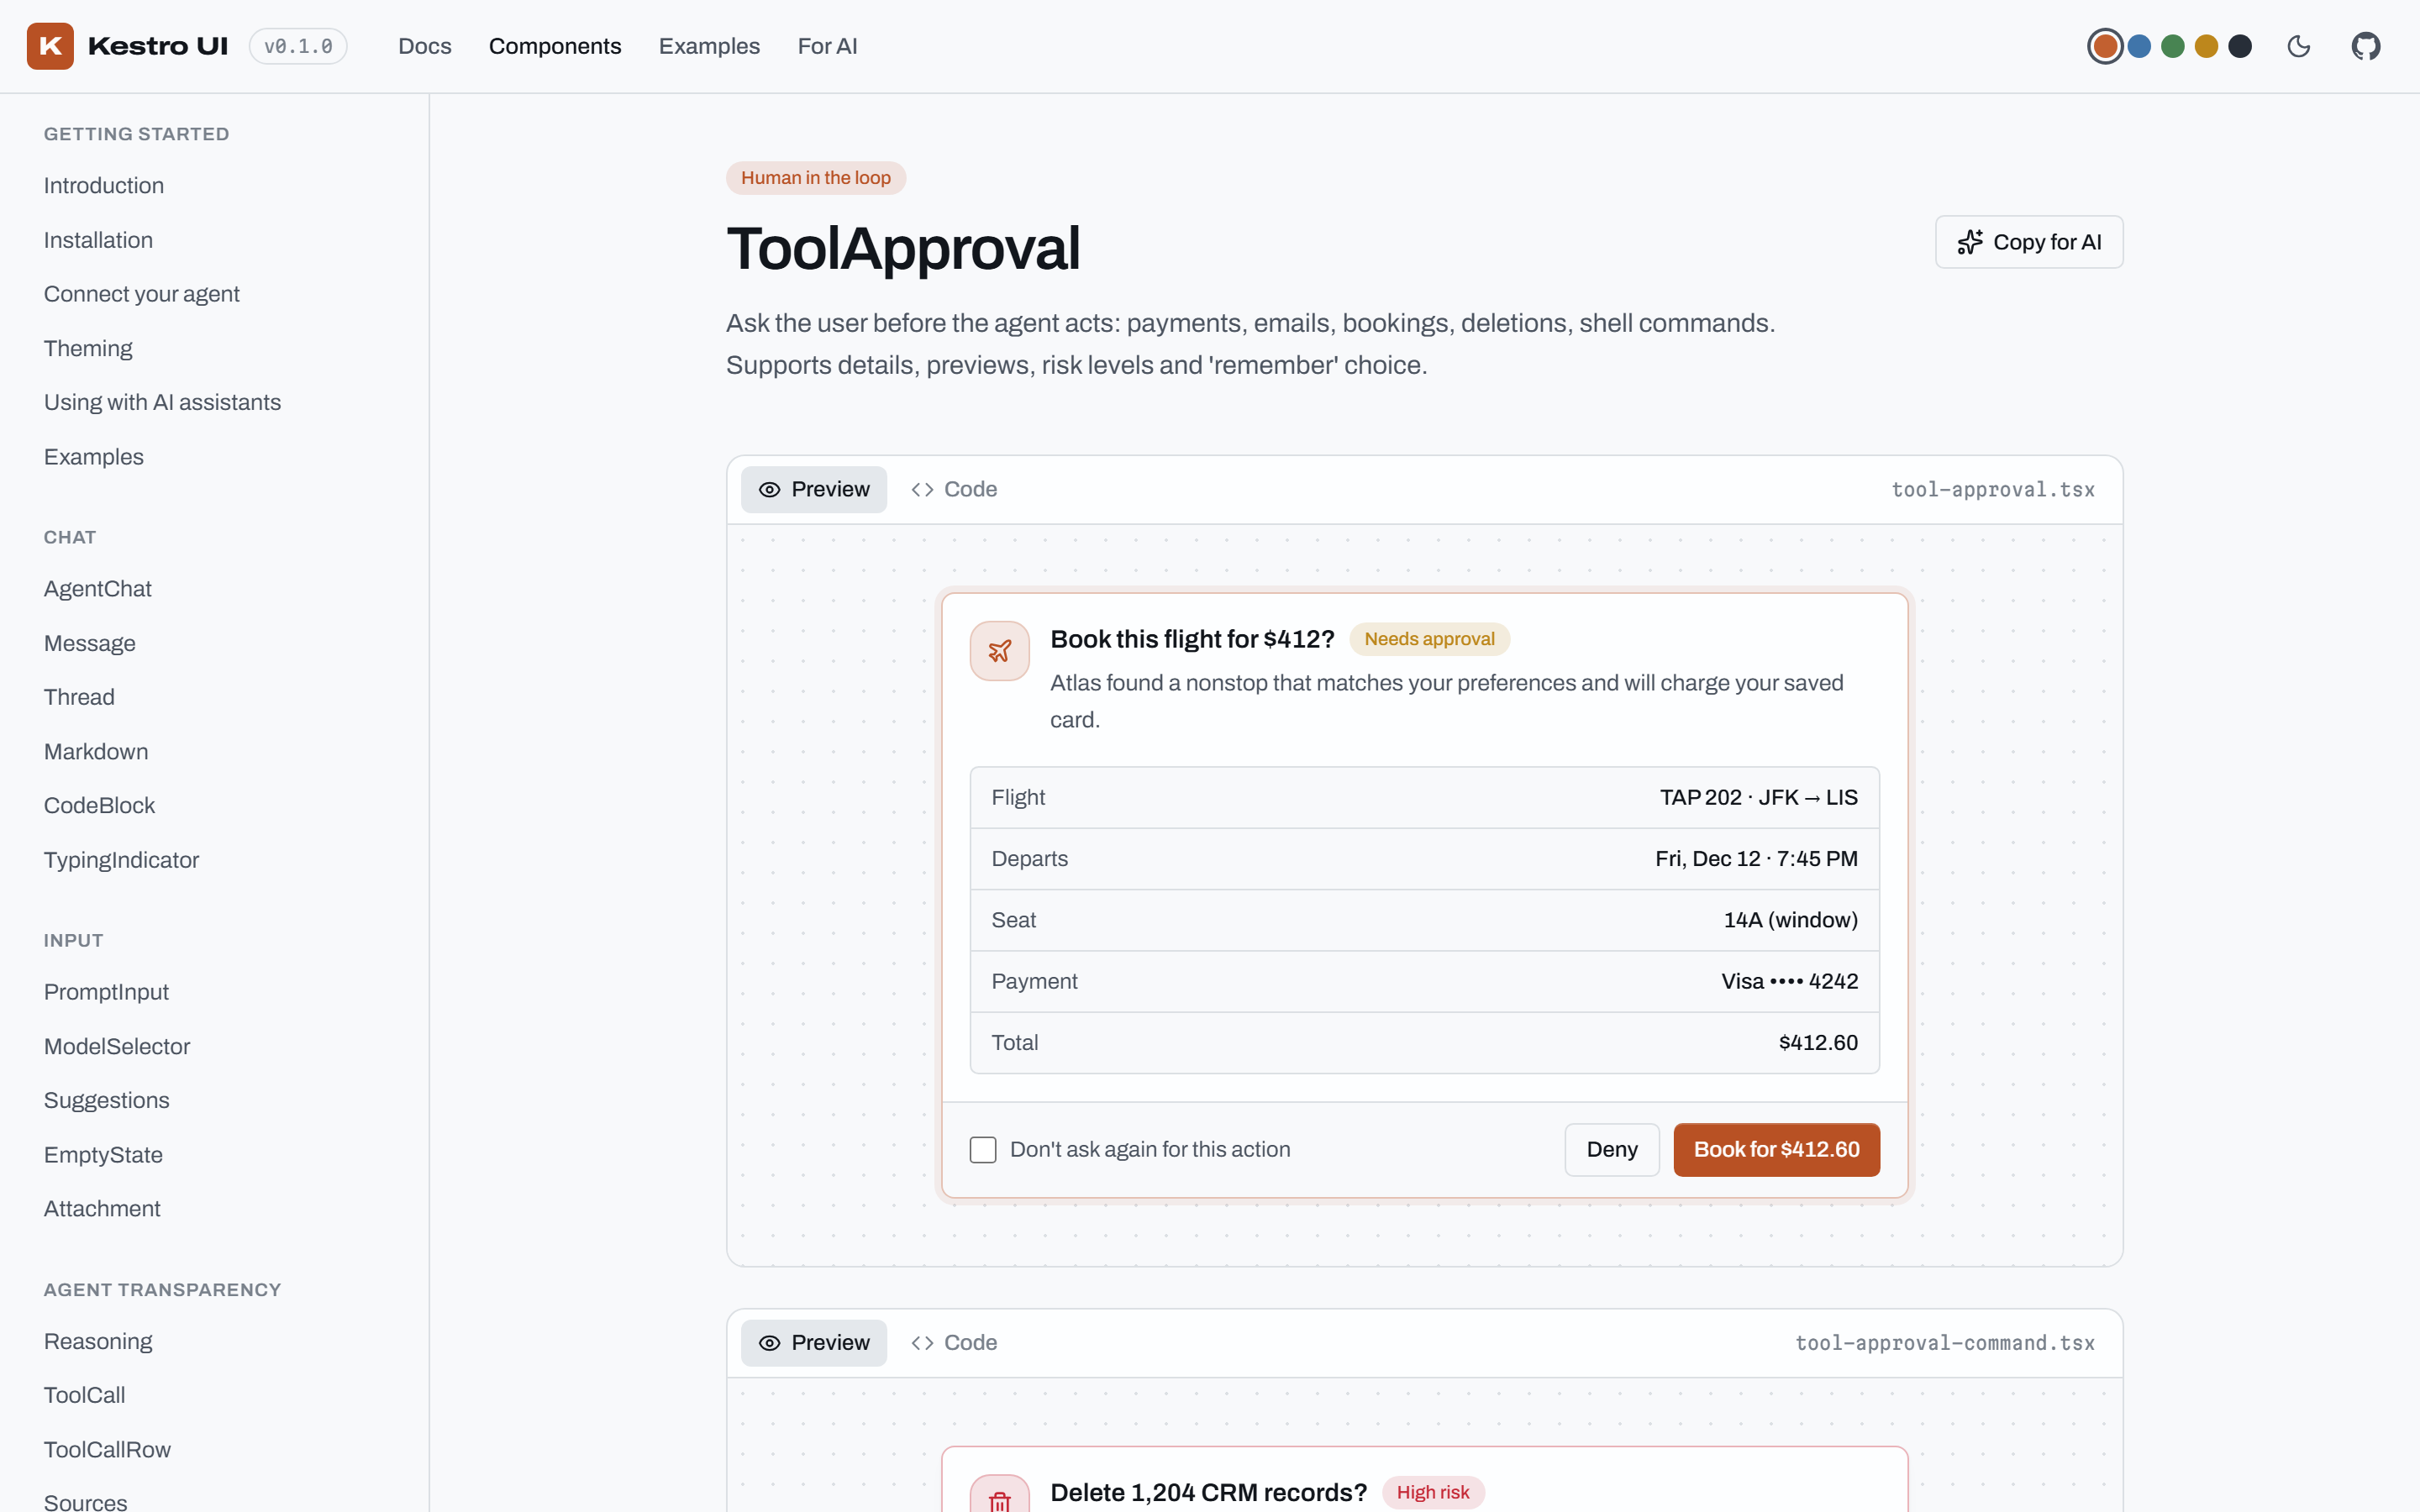 K Kestro UI v0.1.0 Docs Components Examples For AI
GETTING STARTED
Introduction
Installation
Connect your agent
Theming
Using with AI assistants
Examples
CHAT
AgentChat
Message
Thread
Markdown
CodeBlock
TypingIndicator
INPUT
PromptInput
ModelSelector
Suggestions
EmptyState
Attachment
AGENT TRANSPARENCY
Reasoning
ToolCall
ToolCallRow
Sources
Human in the loop
ToolApproval
Copy for AI
Ask the user before the agent acts: payments, emails, bookings, deletions, shell commands.
Supports details, previews, risk levels and 'remember' choice.
Preview Code tool-approval.tsx
Book this flight for $412? Needs approval
Atlas found a nonstop that matches your preferences and will charge your saved
card.
Flight TAP 202 · JFK → LIS
Departs Fri, Dec 12 · 7:45 PM
Seat 14A (window)
Payment Visa •••• 4242
Total $412.60
Don't ask again for this action Deny Book for $412.60
Preview Code tool-approval-command.tsx
Delete 1,204 CRM records? High risk